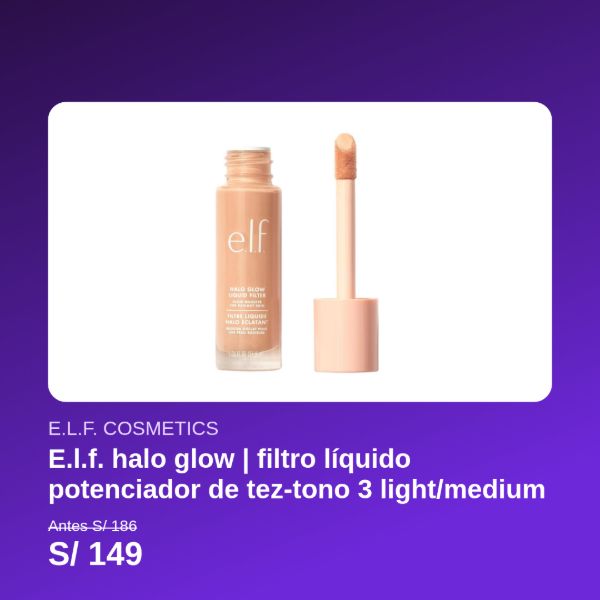 e.l.f.
HALO GLOW
LIQUID FILTER
FILTRE LIQUIDE
HALO ÉCLATANT
E.L.F. COSMETICS
E.l.f. halo glow | filtro líquido
potenciador de tez-tono 3 light/medium
Antes S/ 186
S/ 149